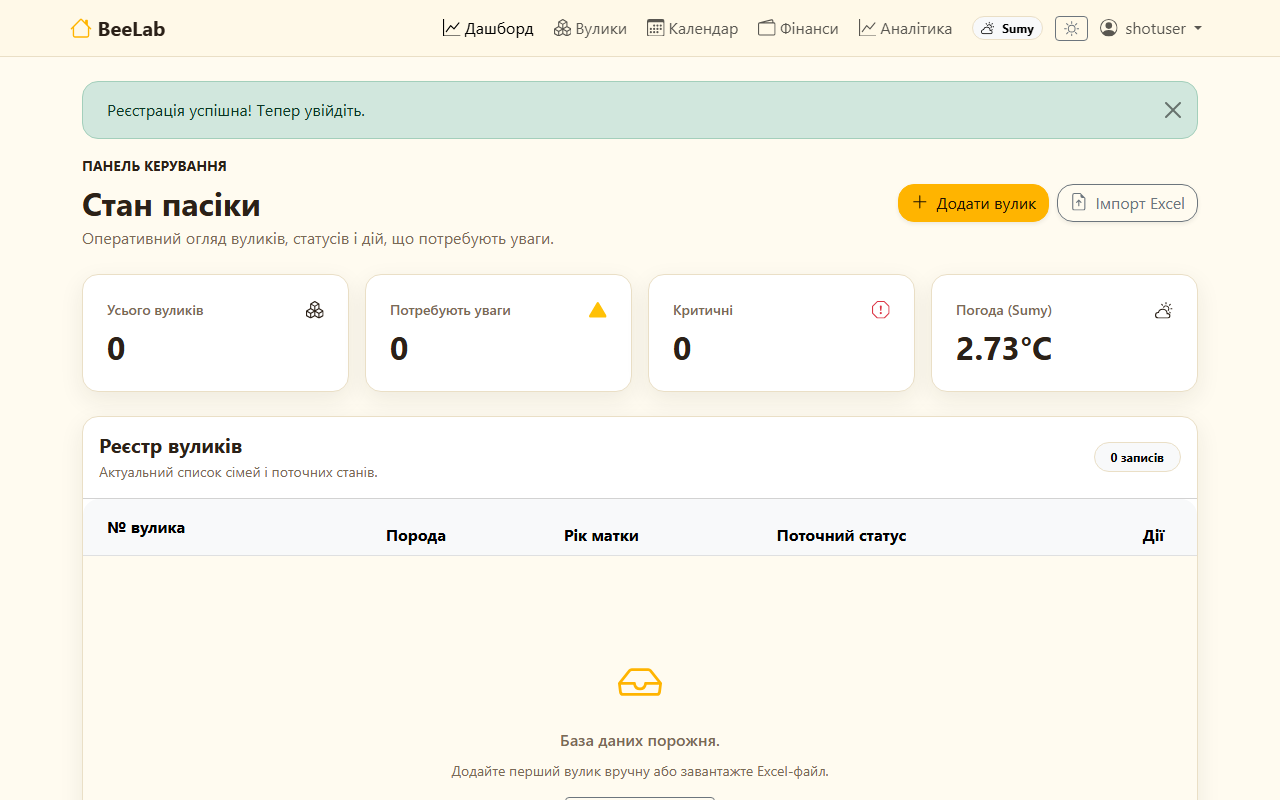 BeeLab
Дашборд Вулики Календар Фінанси Аналітика Sumy shotuser
Реєстрація успішна! Тепер увійдіть.
ПАНЕЛЬ КЕРУВАННЯ
Стан пасіки
Додати вулик Імпорт Excel
Оперативний огляд вуликів, статусів і дій, що потребують уваги.
Усього вуликів
0
Потребують уваги
0
Критичні
0
Погода (Sumy)
2.73°C
Реєстр вуликів
Актуальний список сімей і поточних станів.
0 записів
№ вулика Порода Рік матки Поточний статус Дії
База даних порожня.
Додайте перший вулик вручну або завантажте Excel-файл.